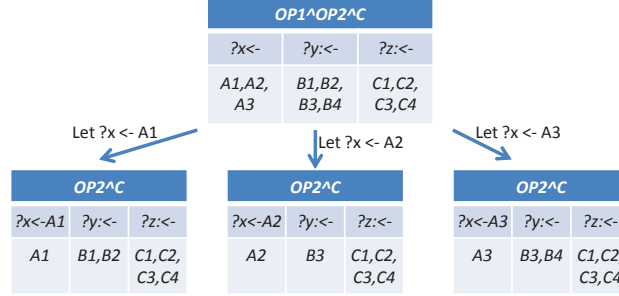 OP1^OP2^C
?x<- ?y:<- ?z:<-
A1,A2, B1,B2, C1,C2,
A3 B3,B4 C3,C4
Let ?x <- A1
Let ?x <- A2
Let ?x <- A3
OP2^C
?x<-A1 ?y:<- ?z:<-
A1 B1,B2 C1,C2,
C3,C4
OP2^C
?x<-A2 ?y:<- ?z:<-
A2 B3 C1,C2,
C3,C4
OP2^C
?x<-A3 ?y:<- ?z:<-
A3 B3,B4 C1,C2,
C3,C4